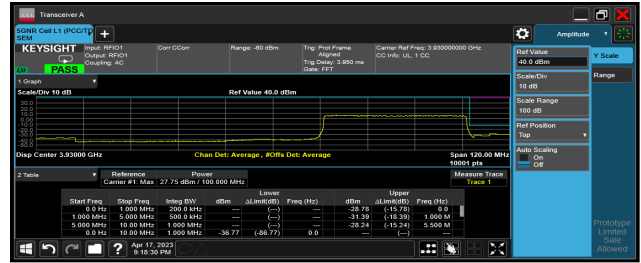 Transceiver A
5GNR Cell L1 (PCC/TD
SEM
Amplitude
KEYSIGHT
Input: RFIO1
Output: RFIO1
Coupling: AC
Corr CCorr
Range: -60 dBm
Trig: Prot Frame
Aligned
Trig Delay: 3.950 ms
Gate: FFT
Carrier Ref Freq: 3.930000000 GHz
CC Info: UL, 1 CC
LXI
PASS
1 Graph
Scale/Div 10 dB
Ref Value 40.0 dBm
30.0
20.0
10.0
0.00
-10.0
-20.0
-30.0
-40.0
-50.0
Disp Center 3.93000 GHz
Chan Det: Average , #Offs Det: Average
Span 120.00 MHz
10001 pts
2 Table
Reference
Power
Carrier #1: Max
27.75 dBm / 100.000 MHz
Measure Trace
Trace 1
Lower
Upper
Start Freq Stop Freq Integ BW dBm ΔLimit(dB) Freq (Hz) dBm ΔLimit(dB) Freq (Hz)
0.0 Hz 1.000 MHz 200.0 kHz --- (---) --- -28.78 (-15.78) 0.0
1.000 MHz 5.000 MHz 500.0 kHz --- (---) --- -31.39 (-18.39) 1.000 M
5.000 MHz 10.00 MHz 1.000 MHz --- (---) --- -28.24 (-15.24) 5.500 M
0.0 Hz 10.00 MHz 1.000 MHz -36.77 (-86.77) 0.0 --- (---) ---
Ref Value
40.0 dBm
Scale/Div
10 dB
Scale Range
100 dB
Ref Position
Top
Auto Scaling
On
Off
Y Scale
Range
Prototype
Limited
Sale
Allowed
?
Apr 17, 2023
9:18:30 PM